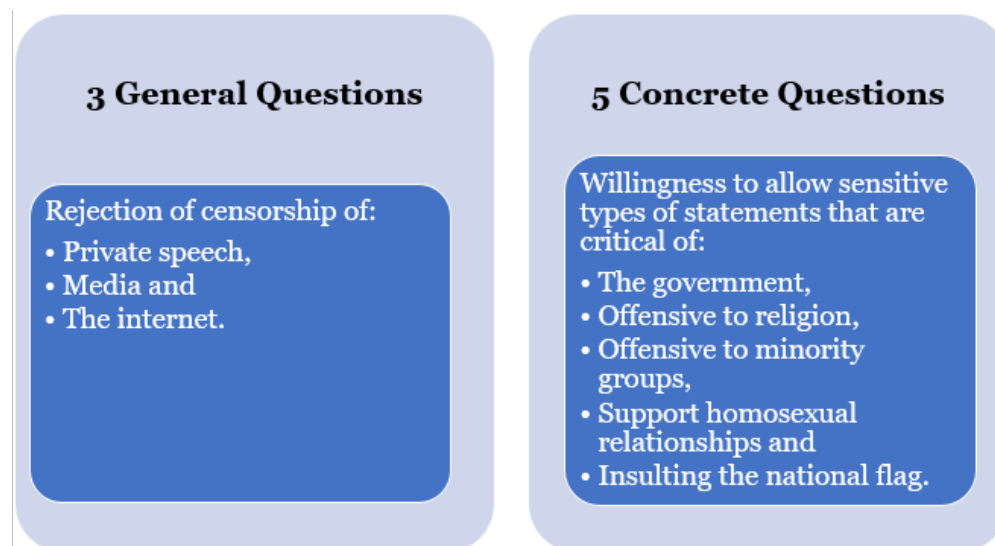 3 General Questions
Rejection of censorship of:
• Private speech,
• Media and
• The internet.
5 Concrete Questions
Willingness to allow sensitive
types of statements that are
critical of:
• The government,
• Offensive to religion,
• Offensive to minority
groups,
• Support homosexual
relationships and
• Insulting the national flag.